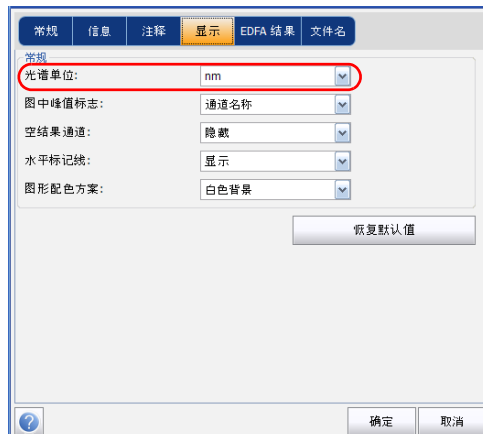 常规 信息 注释 显示 EDFA 结果 文件名
常规
光谱单位: nm
图中峰值标志: 通道名称
空结果通道: 隐藏
水平标记线: 显示
图形配色方案: 白色背景
恢复默认值
? 确定 取消